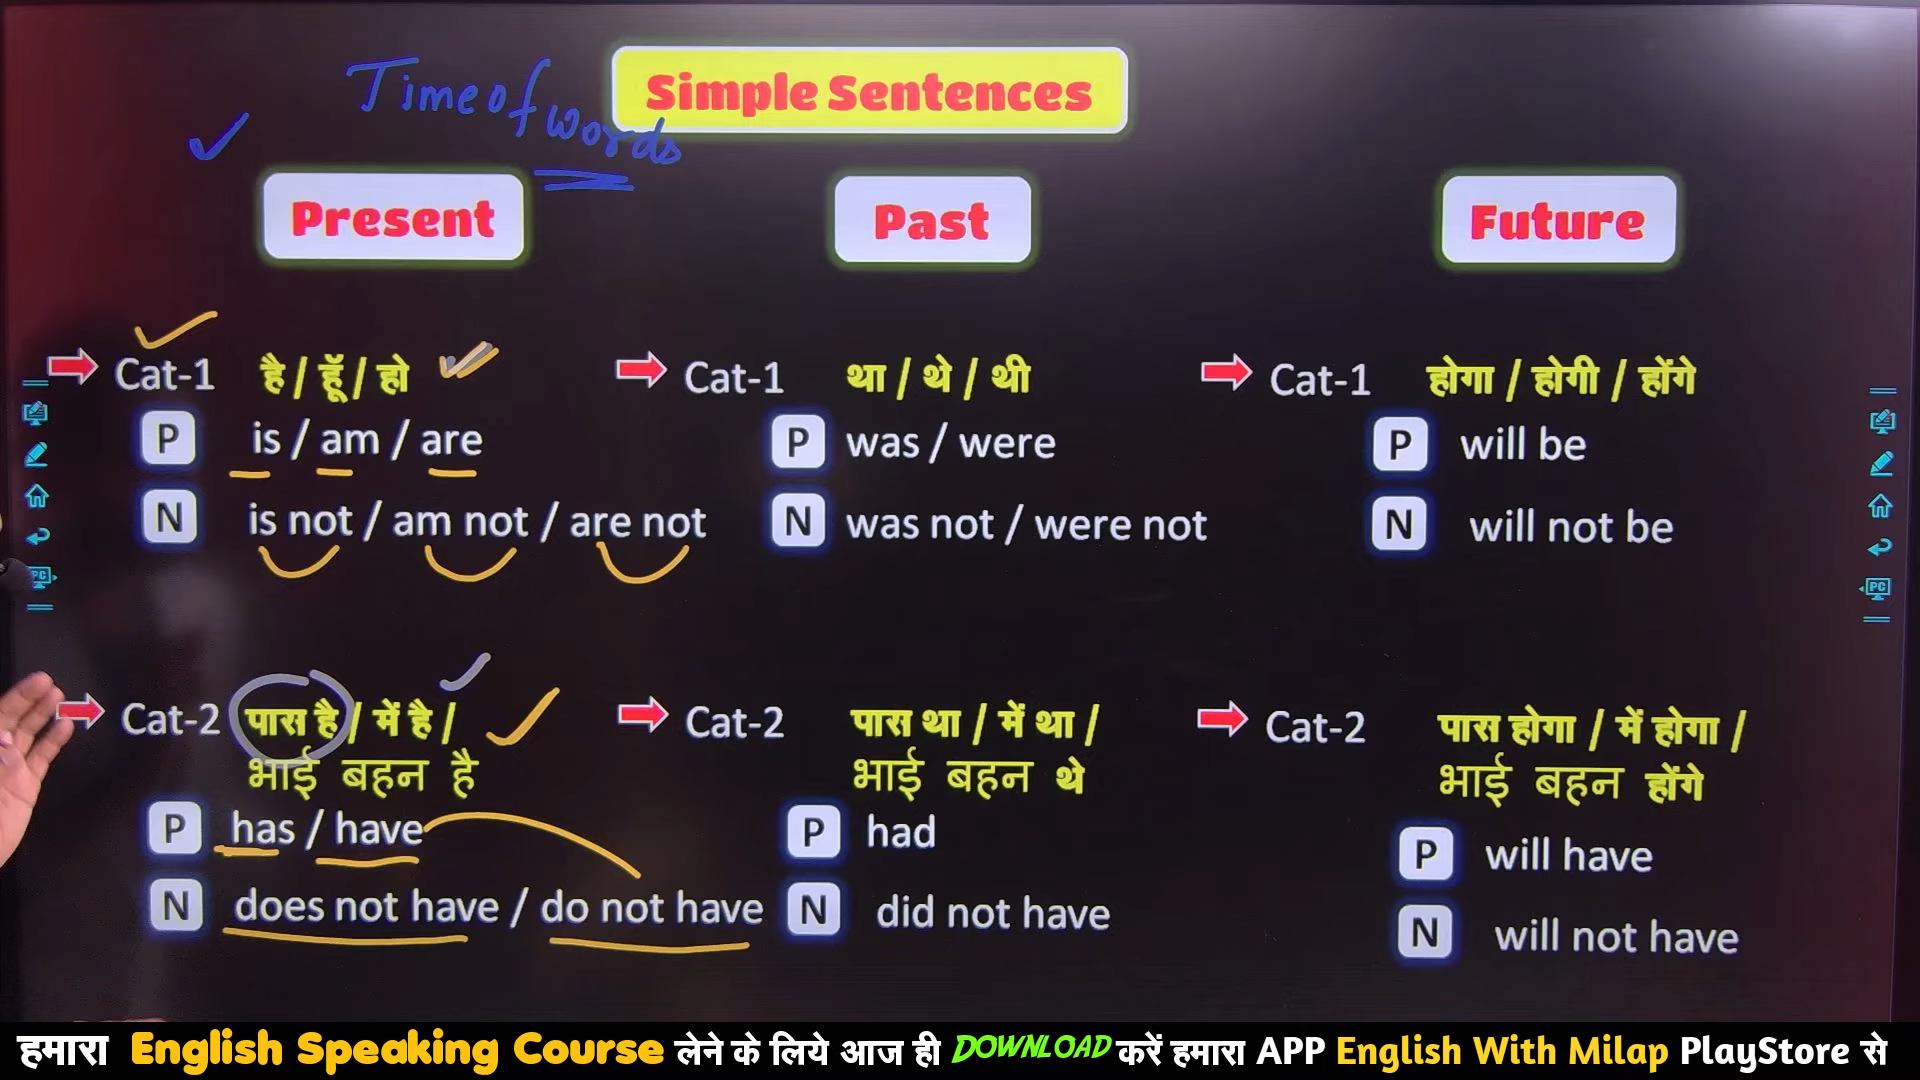 Time of words
Simple Sentences
Present
Past
Future
Cat-1 है / हूँ / हो
P is / am / are
N is not / am not / are not
Cat-1 था / थे / थी
P was / were
N was not / were not
Cat-1 होगा / होगी / होंगे
P will be
N will not be
Cat-2 पास है / में है /
भाई बहन है
P has / have
N does not have / do not have
Cat-2 पास था / में था /
भाई बहन थे
P had
N did not have
Cat-2 पास होगा / में होगा /
भाई बहन होंगे
P will have
N will not have
PC
PC
हमारा English Speaking Course लेने के लिये आज ही DOWNLOAD करें हमारा APP English With Milap PlayStore से